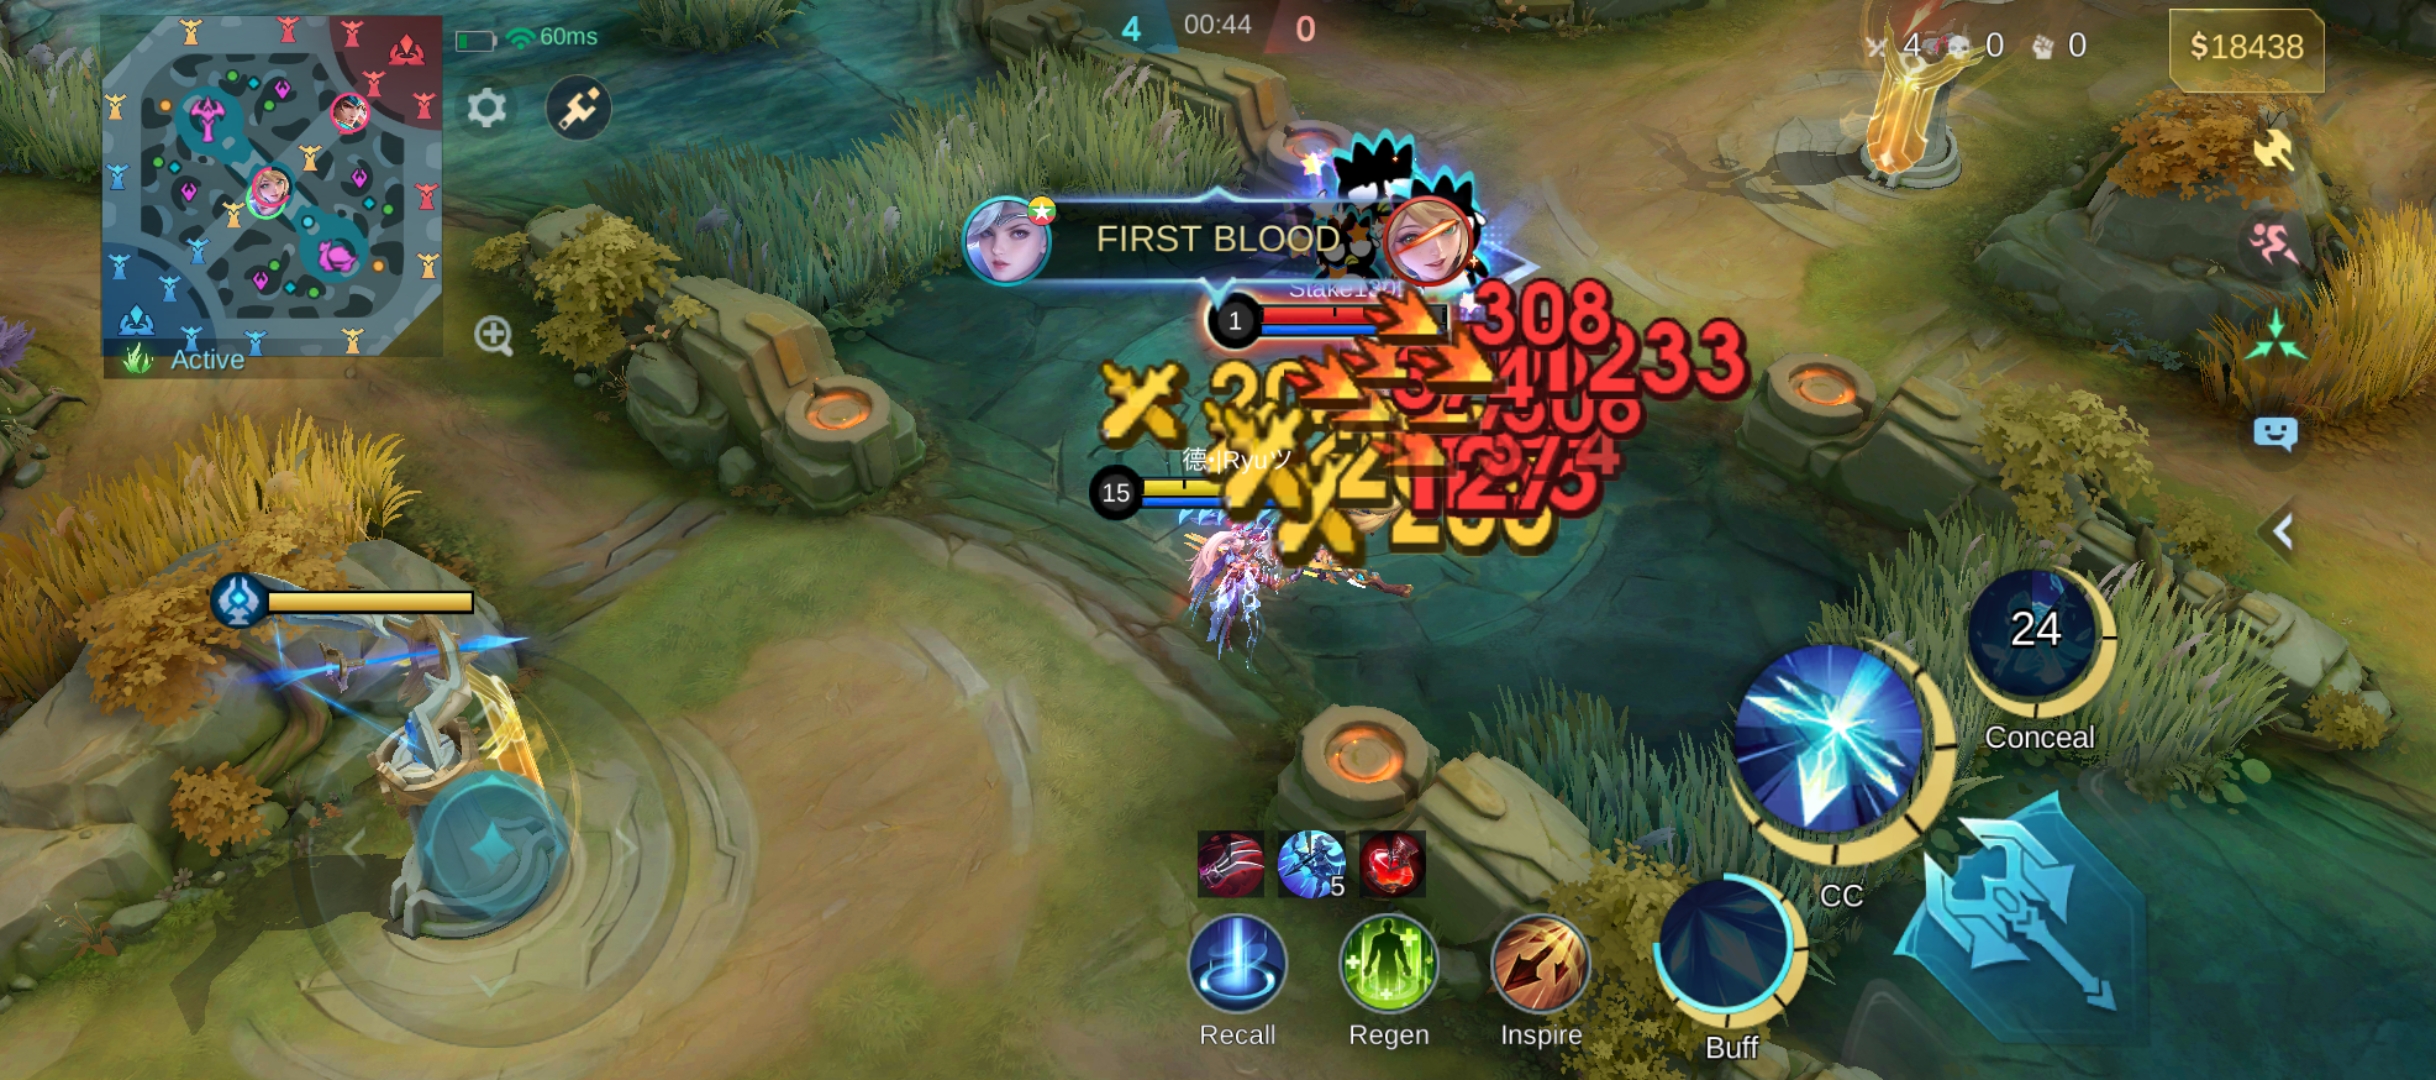 60ms
4 00:44 0
4 0 0
$18438
Active
FIRST BLOOD
1
308
233
德·|Ryuツ
15
1275
24
Conceal
CC
5
Recall
Regen
Inspire
Buff